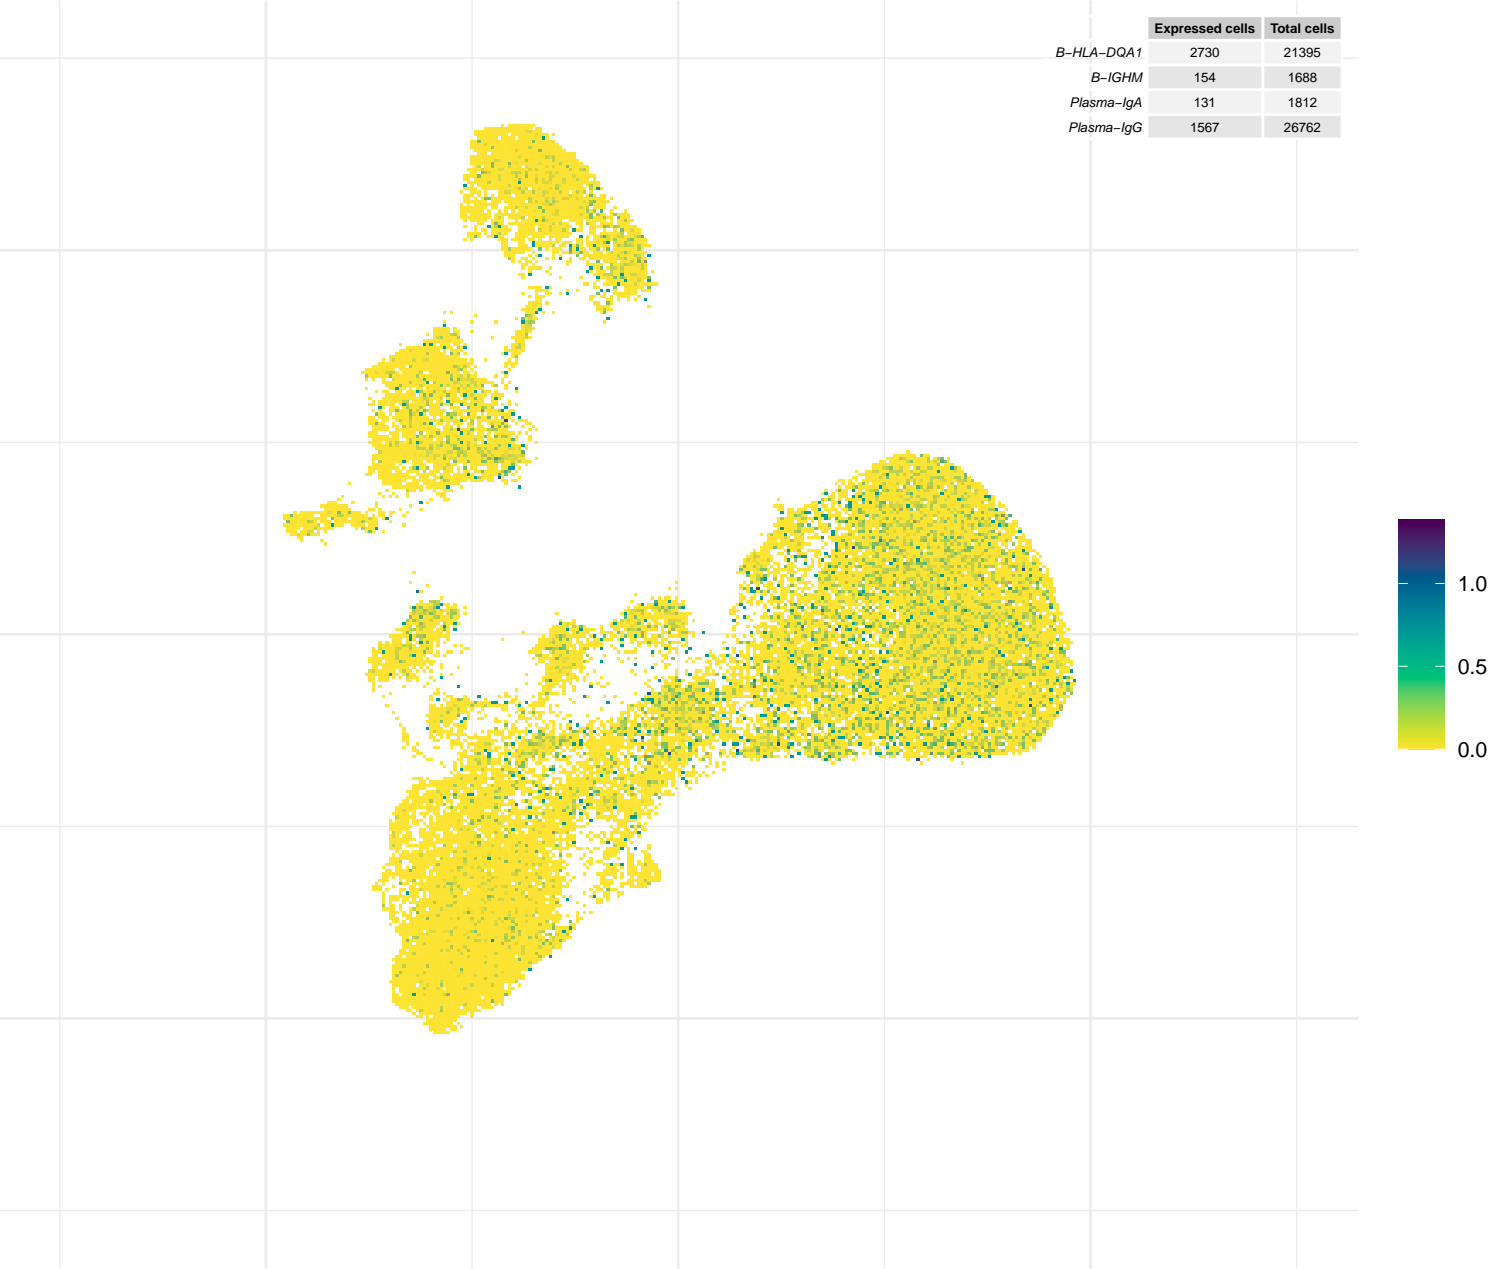 Expressed cells Total cells
B−HLA−DQA1 2730 21395
B−IGHM 154 1688
Plasma−IgA 131 1812
Plasma−IgG 1567 26762
1.0
0.5
0.0